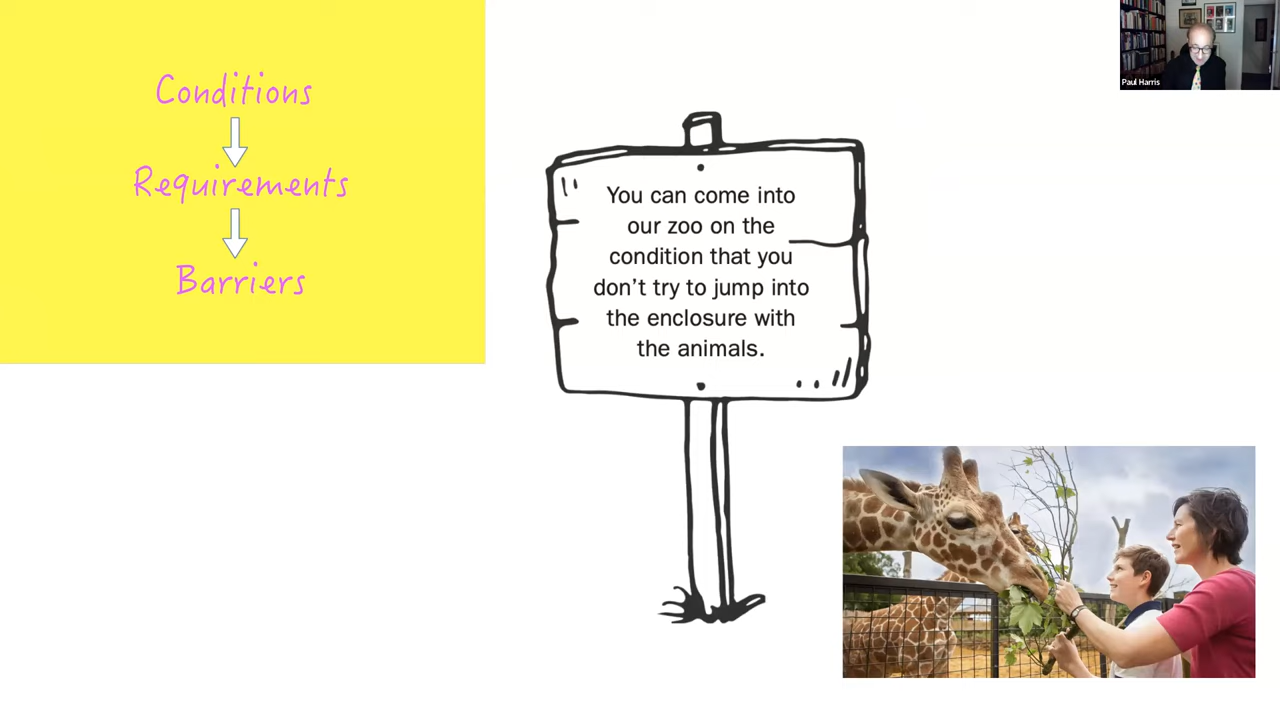 Conditions
Requirements
Barriers
You can come into
our zoo on the
condition that you
don't try to jump into
the enclosure with
the animals.
Paul Harris